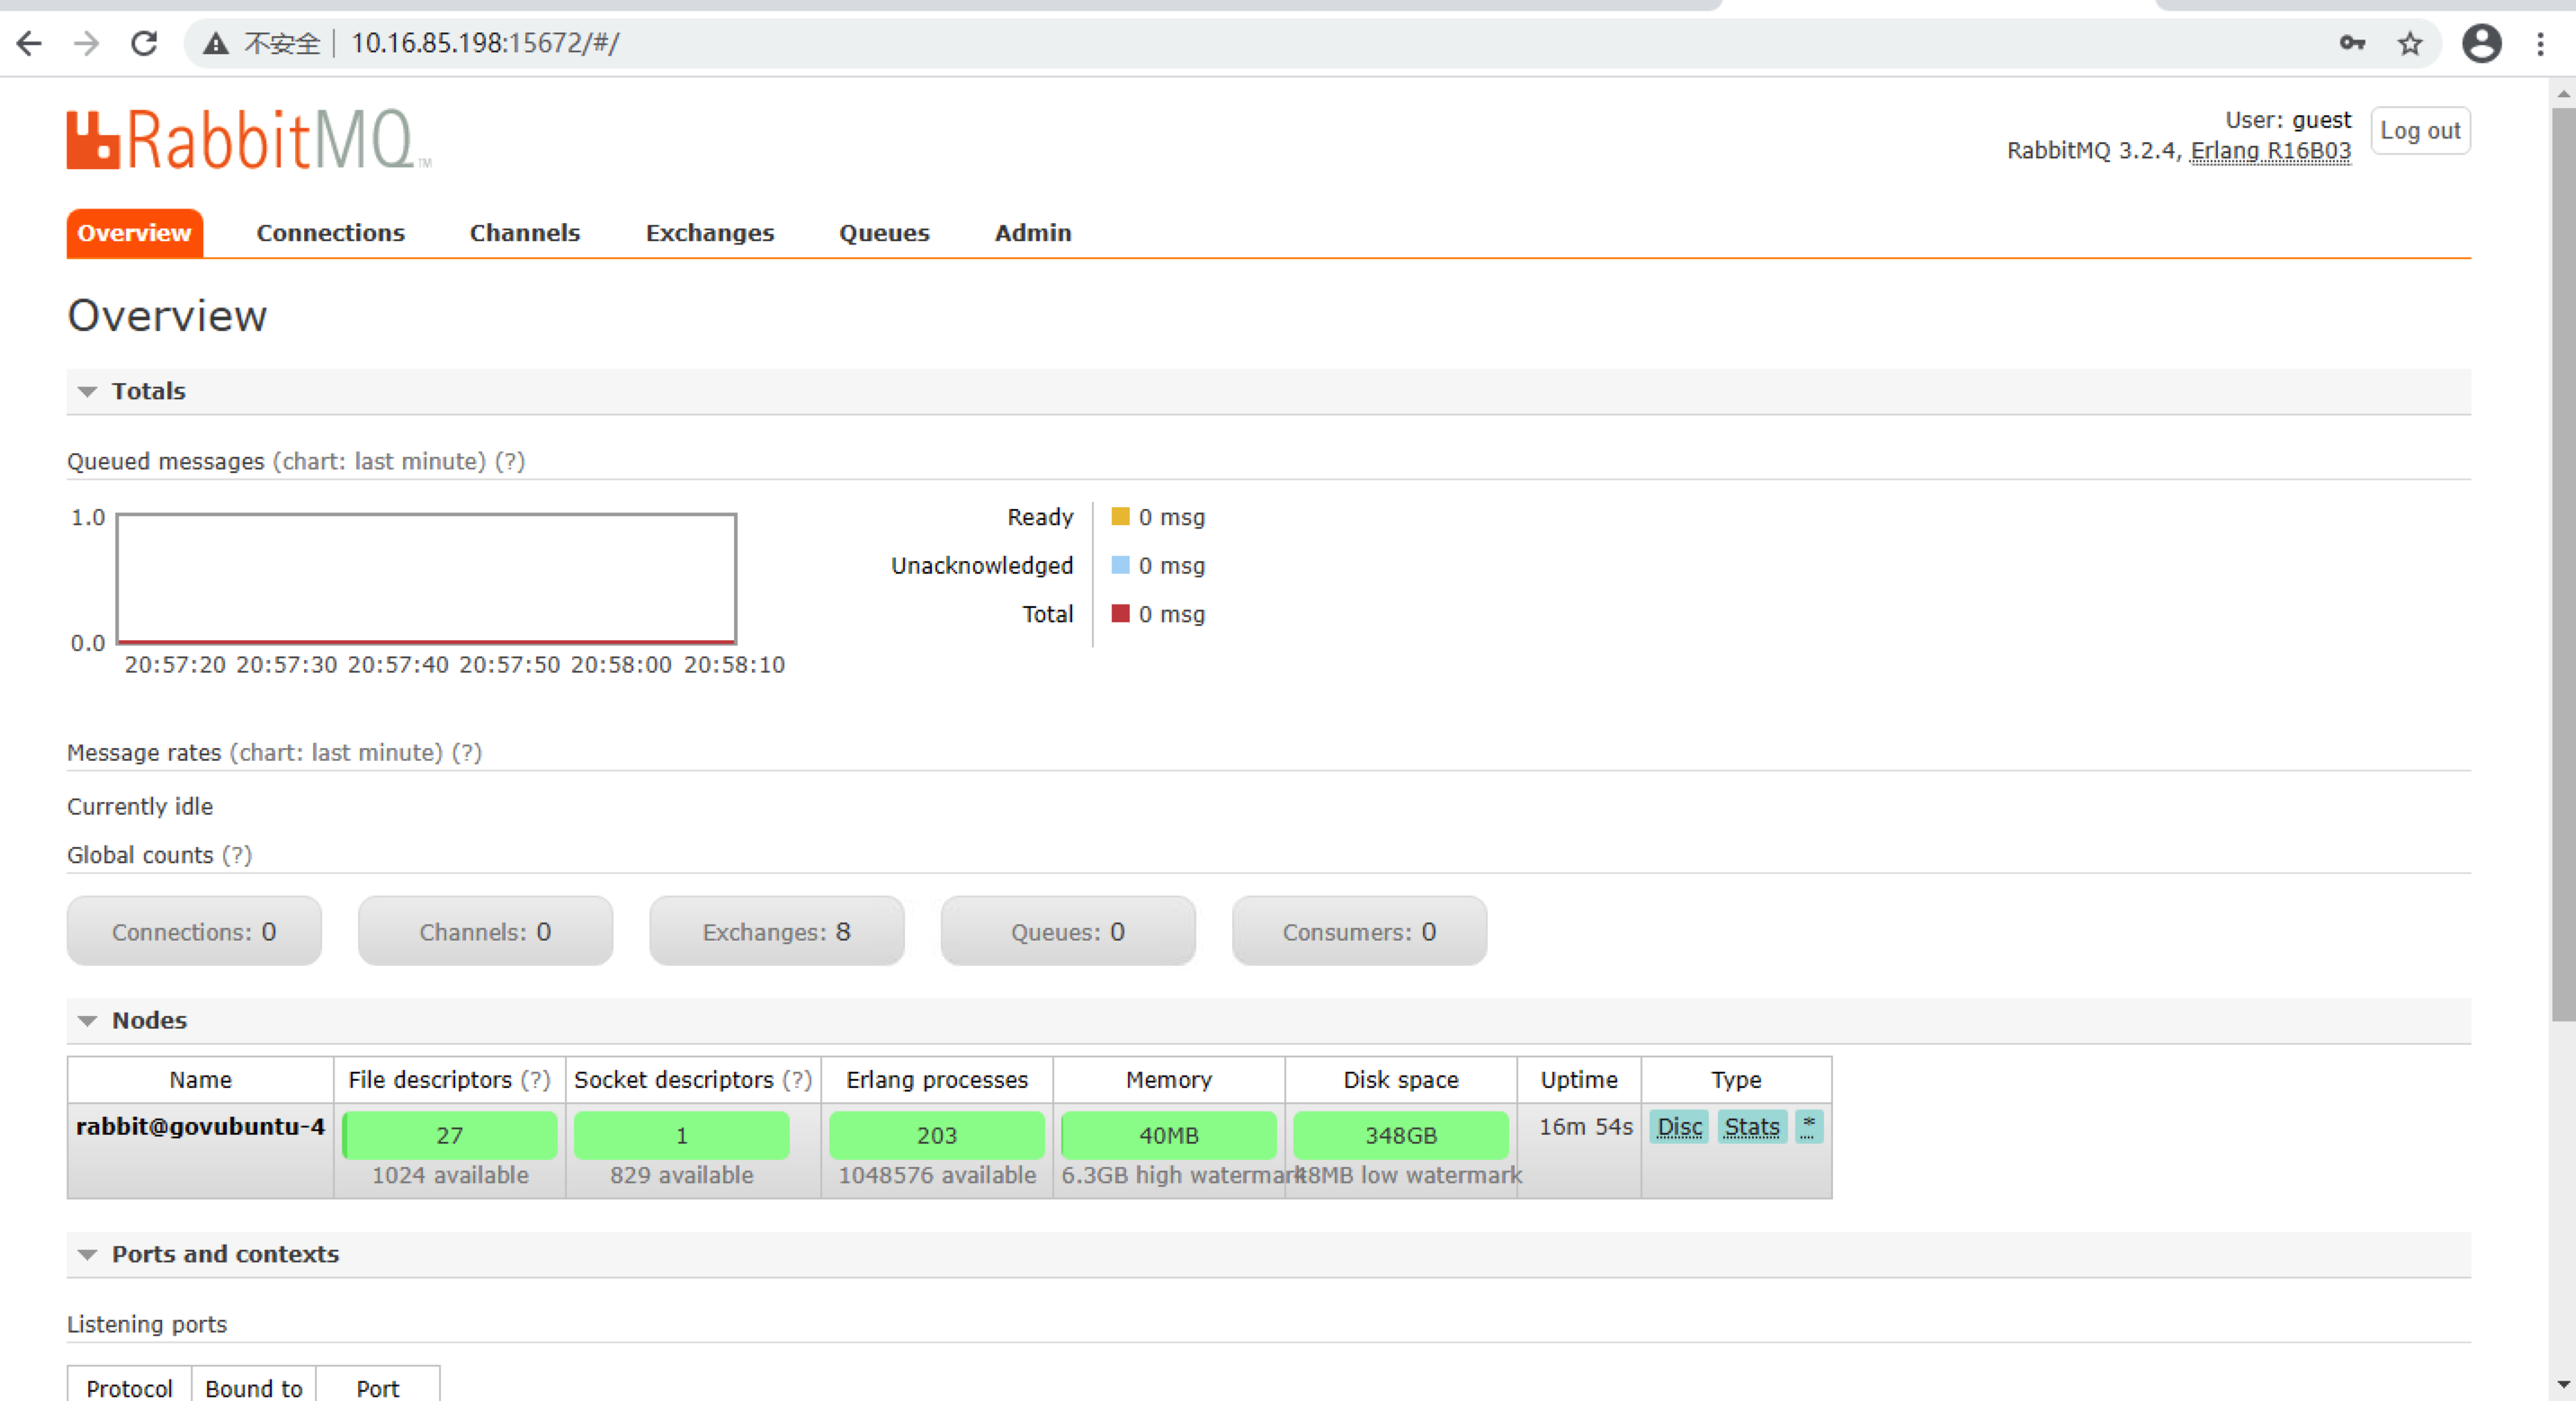 不安全 10.16.85.198:15672/#/
RabbitMQ™
User: guest
Log out
RabbitMQ 3.2.4, Erlang R16B03
Overview Connections Channels Exchanges Queues Admin
Overview
Totals
Queued messages (chart: last minute) (?)
1.0
0.0
20:57:20 20:57:30 20:57:40 20:57:50 20:58:00 20:58:10
Ready 0 msg
Unacknowledged 0 msg
Total 0 msg
Message rates (chart: last minute) (?)
Currently idle
Global counts (?)
Connections: 0 Channels: 0 Exchanges: 8 Queues: 0 Consumers: 0
Nodes
Name File descriptors (?) Socket descriptors (?) Erlang processes Memory Disk space Uptime Type
rabbit@govubuntu-4 27 1 203 40MB 348GB 16m 54s Disc Stats *
1024 available 829 available 1048576 available 6.3GB high watermark 48MB low watermark
Ports and contexts
Listening ports
Protocol Bound to Port